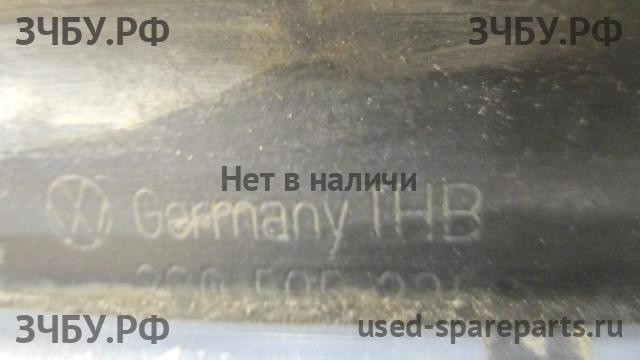 ЗЧБУ.РФ ЗЧБУ.РФ
Нет в наличи
Germany THB
ЗЧБУ.РФ used-spareparts.ru